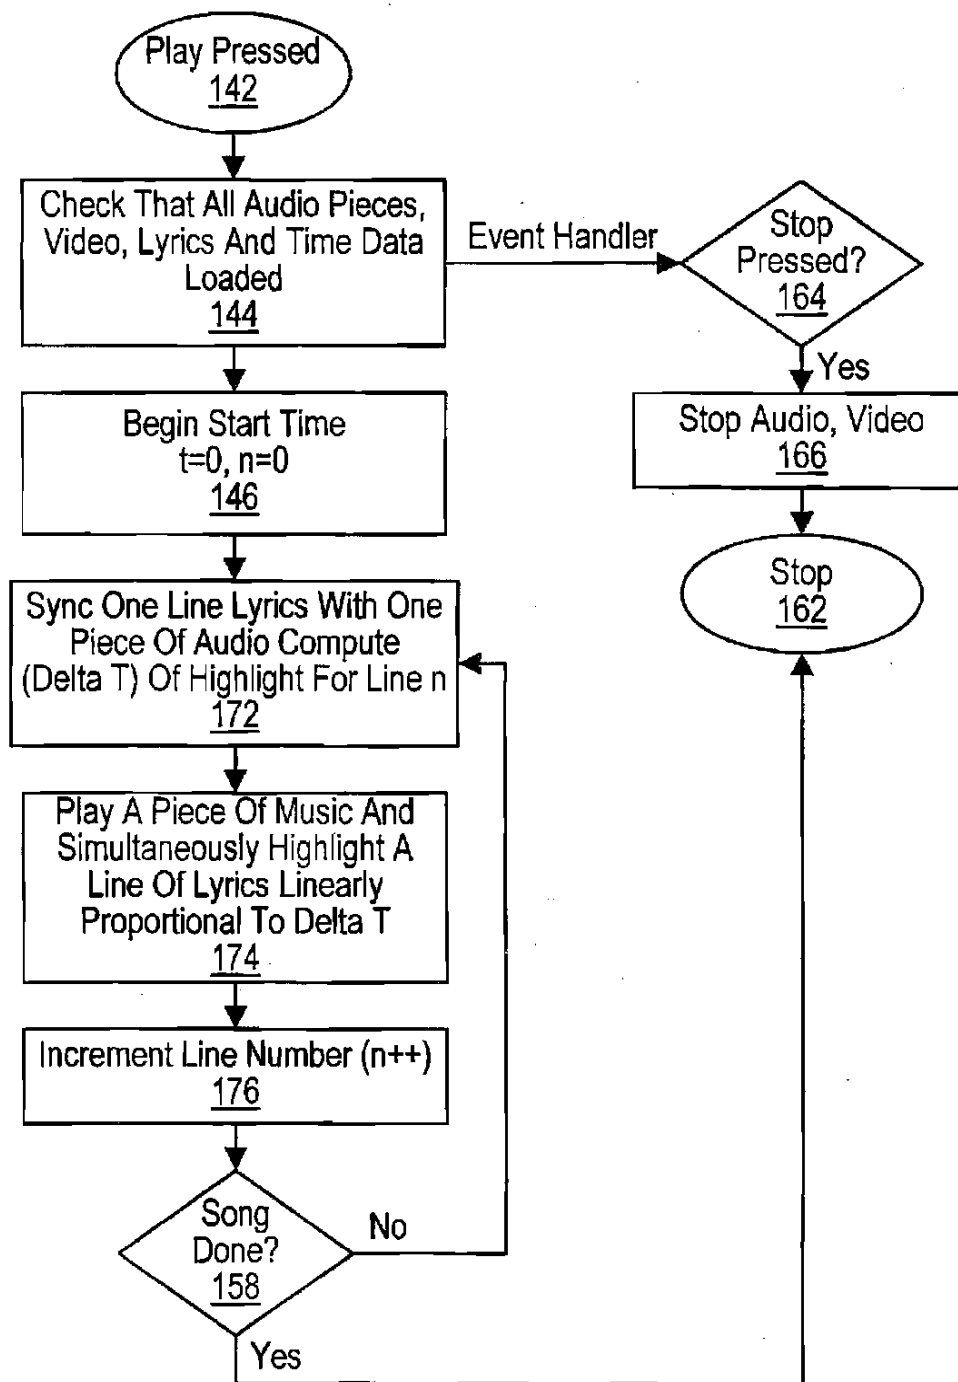 Play Pressed
142
Check That All Audio Pieces,
Video, Lyrics And Time Data
Loaded
144
Event Handler
Stop
Pressed?
164
Yes
Begin Start Time
t=0, n=0
146
Stop Audio, Video
166
Stop
162
Sync One Line Lyrics With One
Piece Of Audio Compute
(Delta T) Of Highlight For Line n
172
Play A Piece Of Music And
Simultaneously Highlight A
Line Of Lyrics Linearly
Proportional To Delta T
174
Increment Line Number (n++)
176
Song
Done?
158
No
Yes